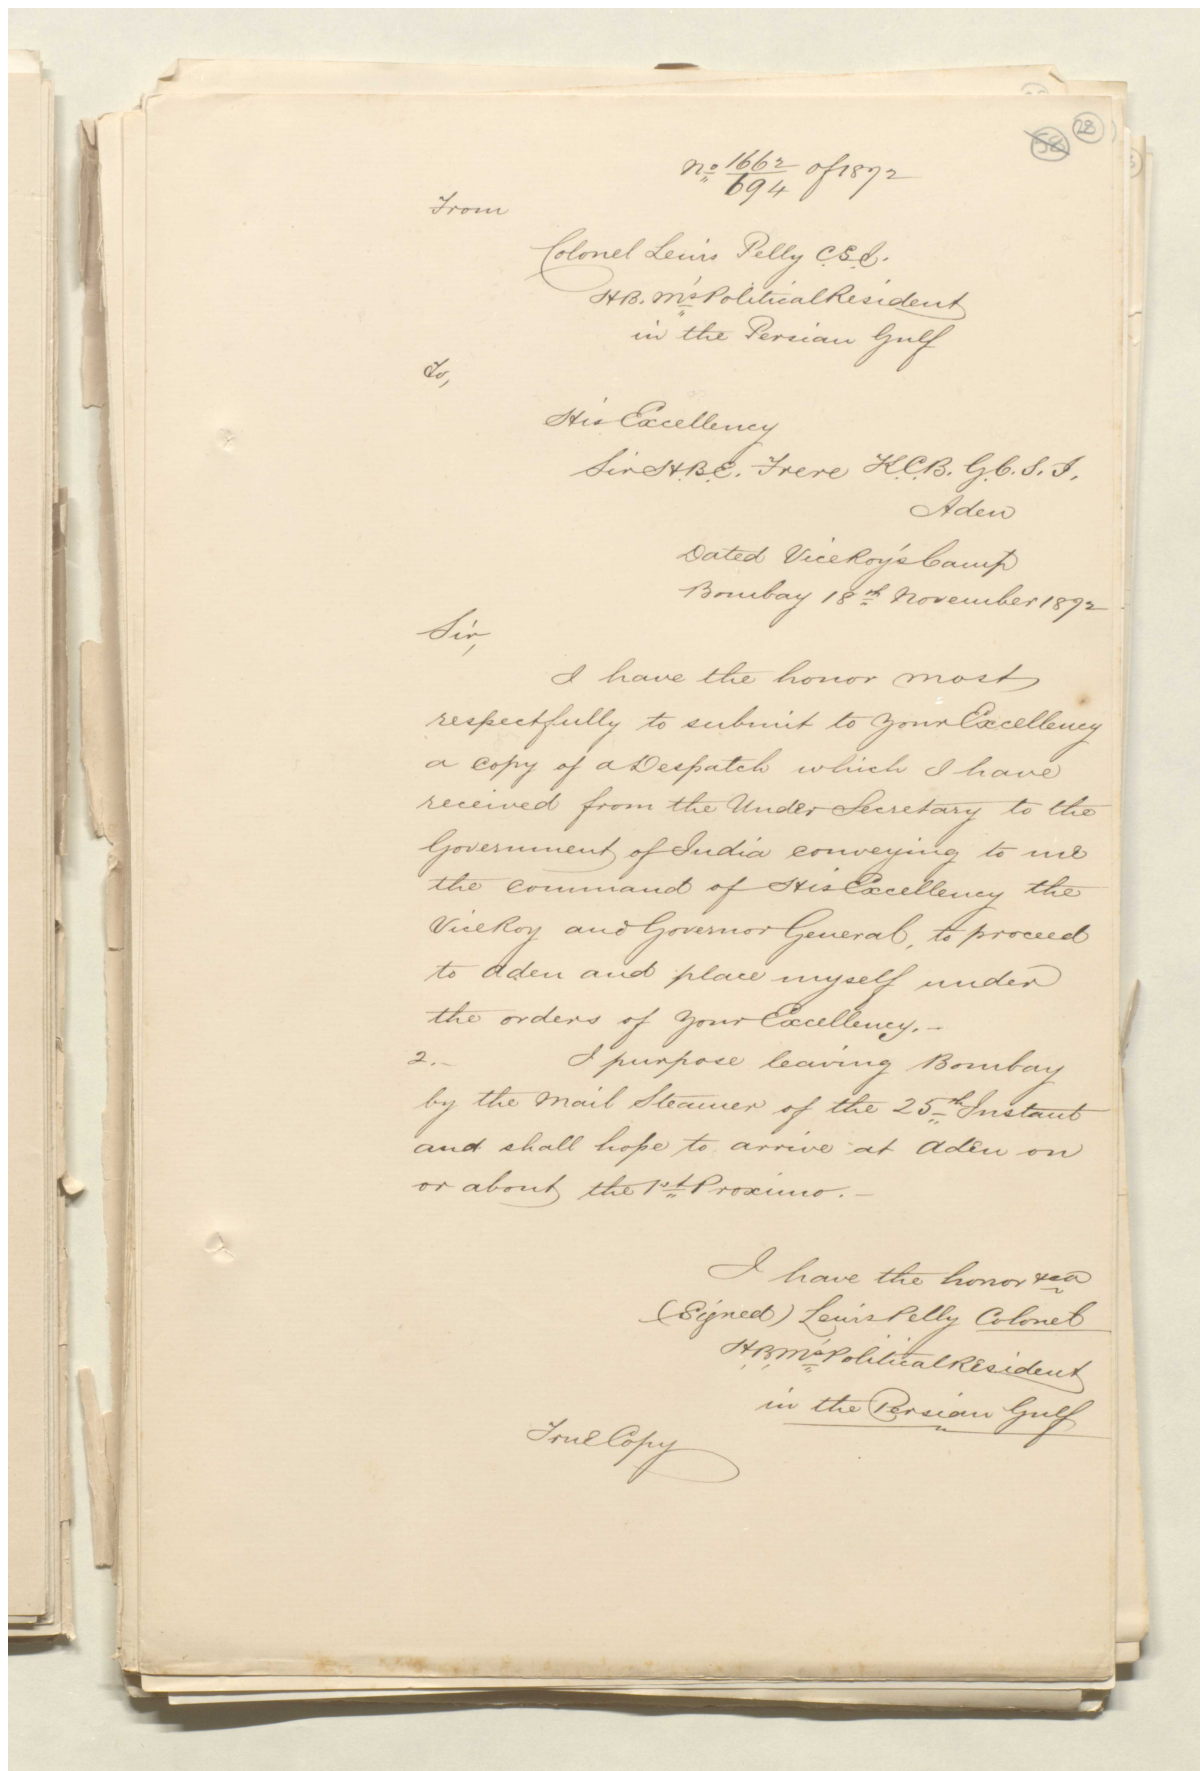 58 28
No 1662/694 of 1872
From
Colonel Lewis Pelly C.S.I.
H.B. M's Political Resident
in the Persian Gulf
To,
His Excellency
Sir H.B.E. Frere K.C.B. G.C.S.I.
Aden
Dated ViceRoy's Camp
Bombay 18th November 1872
Sir,
I have the honor most
respectfully to submit to Your Excellency
a copy of a Despatch which I have
received from the Under Secretary to the
Government of India conveying to me
the command of His Excellency the
ViceRoy and Governor General, to proceed
to Aden and place myself under
the orders of Your Excellency.–
2.– I purpose leaving Bombay
by the Mail Steamer of the 25th Instant
and shall hope to arrive at Aden on
or about the 1st Proximo.–
I have the honor &ca
(Signed) Lewis Pelly Colonel
H.B.M's Political Resident
in the Persian Gulf
True Copy